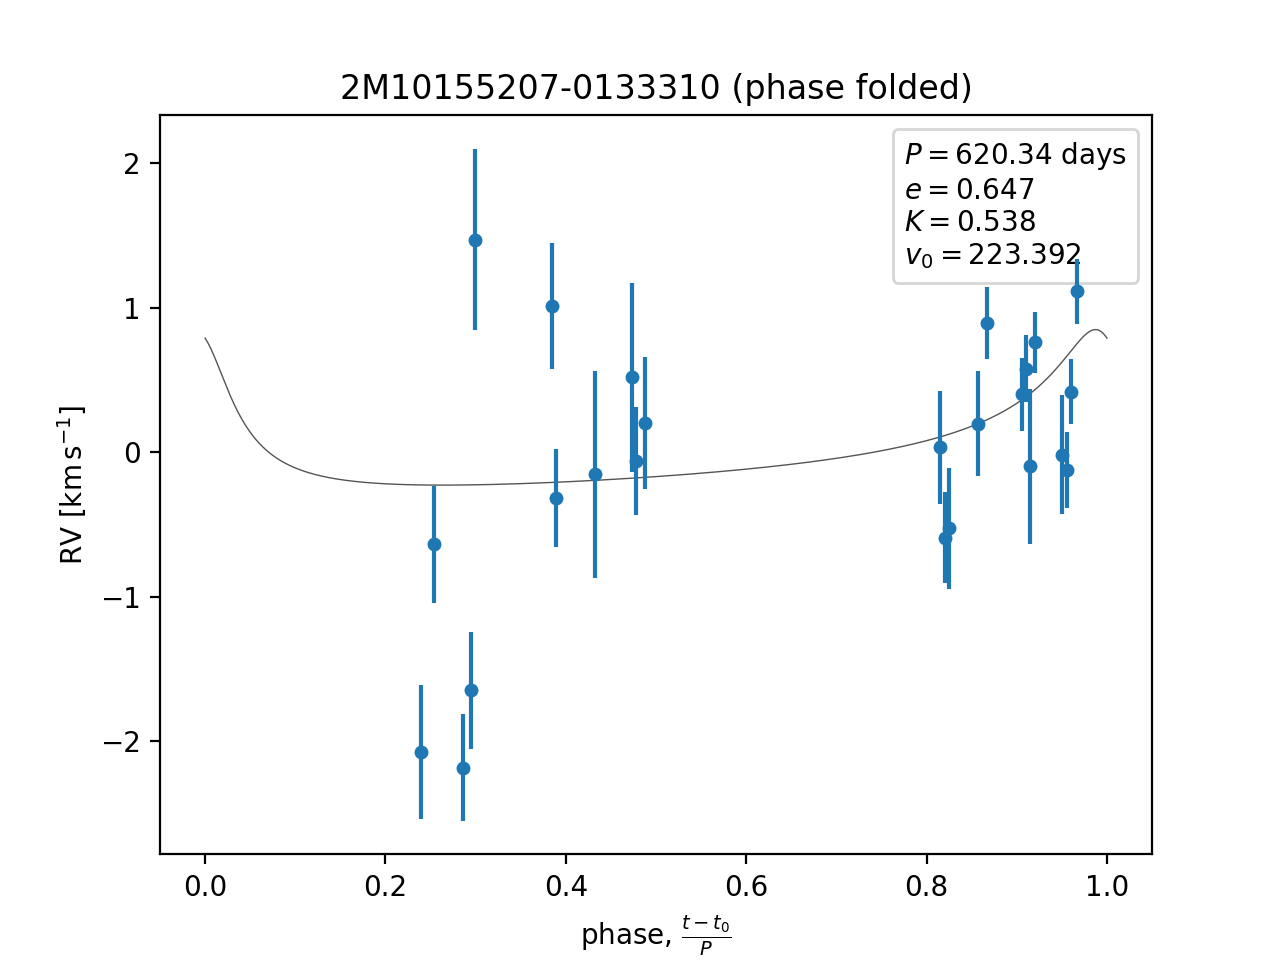 2M10155207-0133310 (phase folded)
P = 620.34 days
e = 0.647
K = 0.538
v₀ = 223.392
RV [km s⁻¹]
2
1
0
−1
−2
0.0 0.2 0.4 0.6 0.8 1.0
phase, (t − t₀)/P